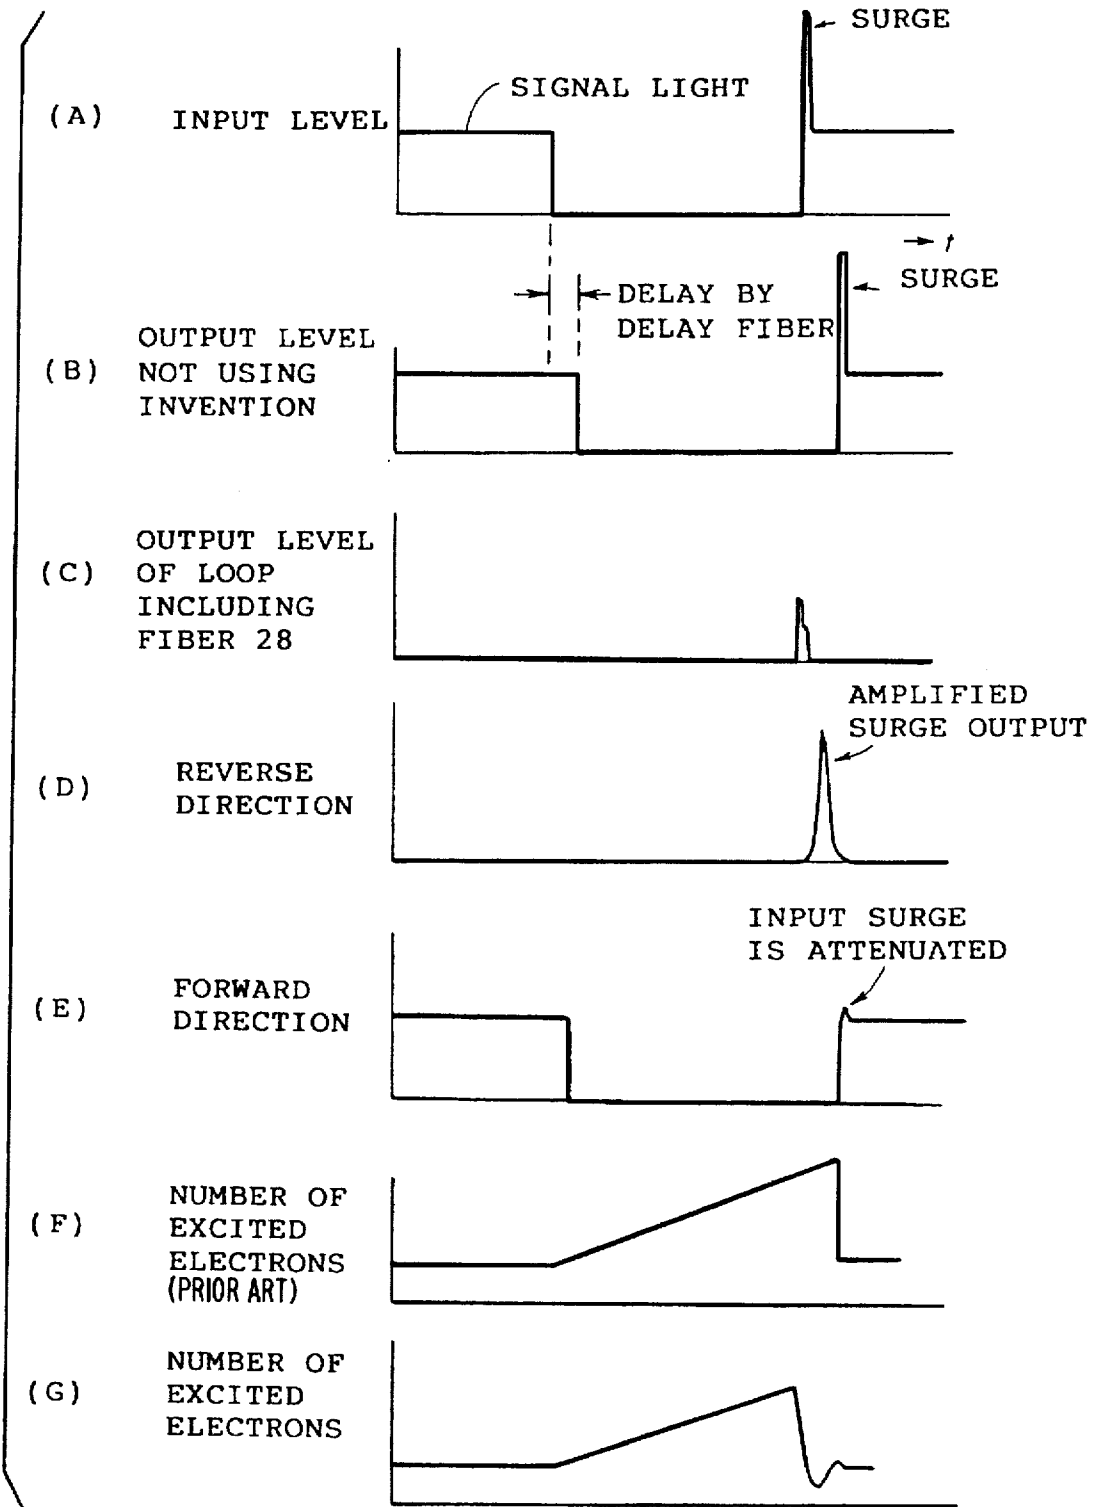 SURGE
SIGNAL LIGHT
(A) INPUT LEVEL
t
SURGE
DELAY BY
DELAY FIBER
OUTPUT LEVEL
(B) NOT USING
INVENTION
OUTPUT LEVEL
(C) OF LOOP
INCLUDING
FIBER 28
AMPLIFIED
SURGE OUTPUT
REVERSE
(D) DIRECTION
INPUT SURGE
IS ATTENUATED
FORWARD
(E) DIRECTION
NUMBER OF
(F) EXCITED
ELECTRONS
(PRIOR ART)
NUMBER OF
(G) EXCITED
ELECTRONS